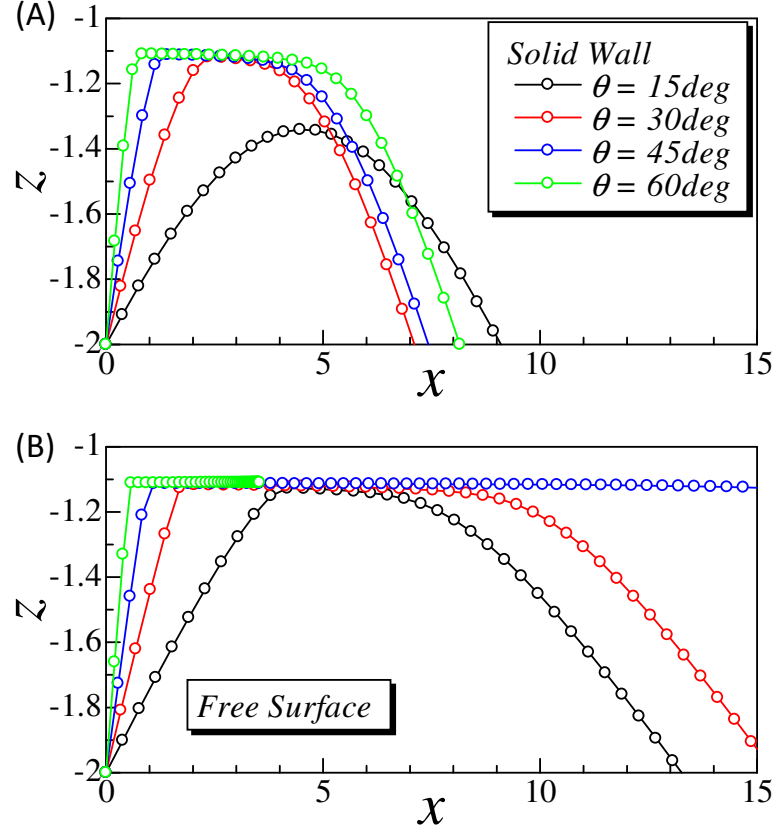 (A)
-1
-1.2
-1.4
-1.6
-1.8
-2
z
0
5
10
15
x
Solid Wall
θ = 15deg
θ = 30deg
θ = 45deg
θ = 60deg
(B)
-1
-1.2
-1.4
-1.6
-1.8
-2
z
Free Surface
0
5
10
15
x